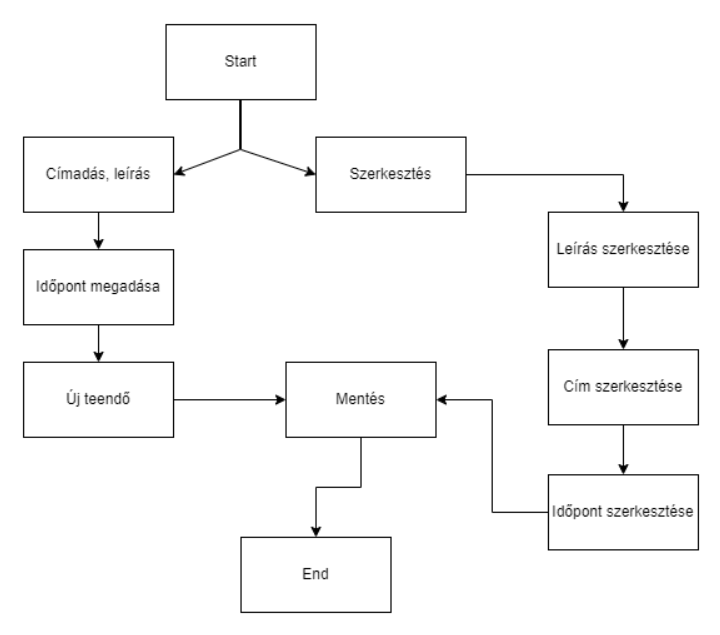 Start
Címadás, leírás
Szerkesztés
Leírás szerkesztése
Időpont megadása
Új teendő
Mentés
Cím szerkesztése
Időpont szerkesztése
End